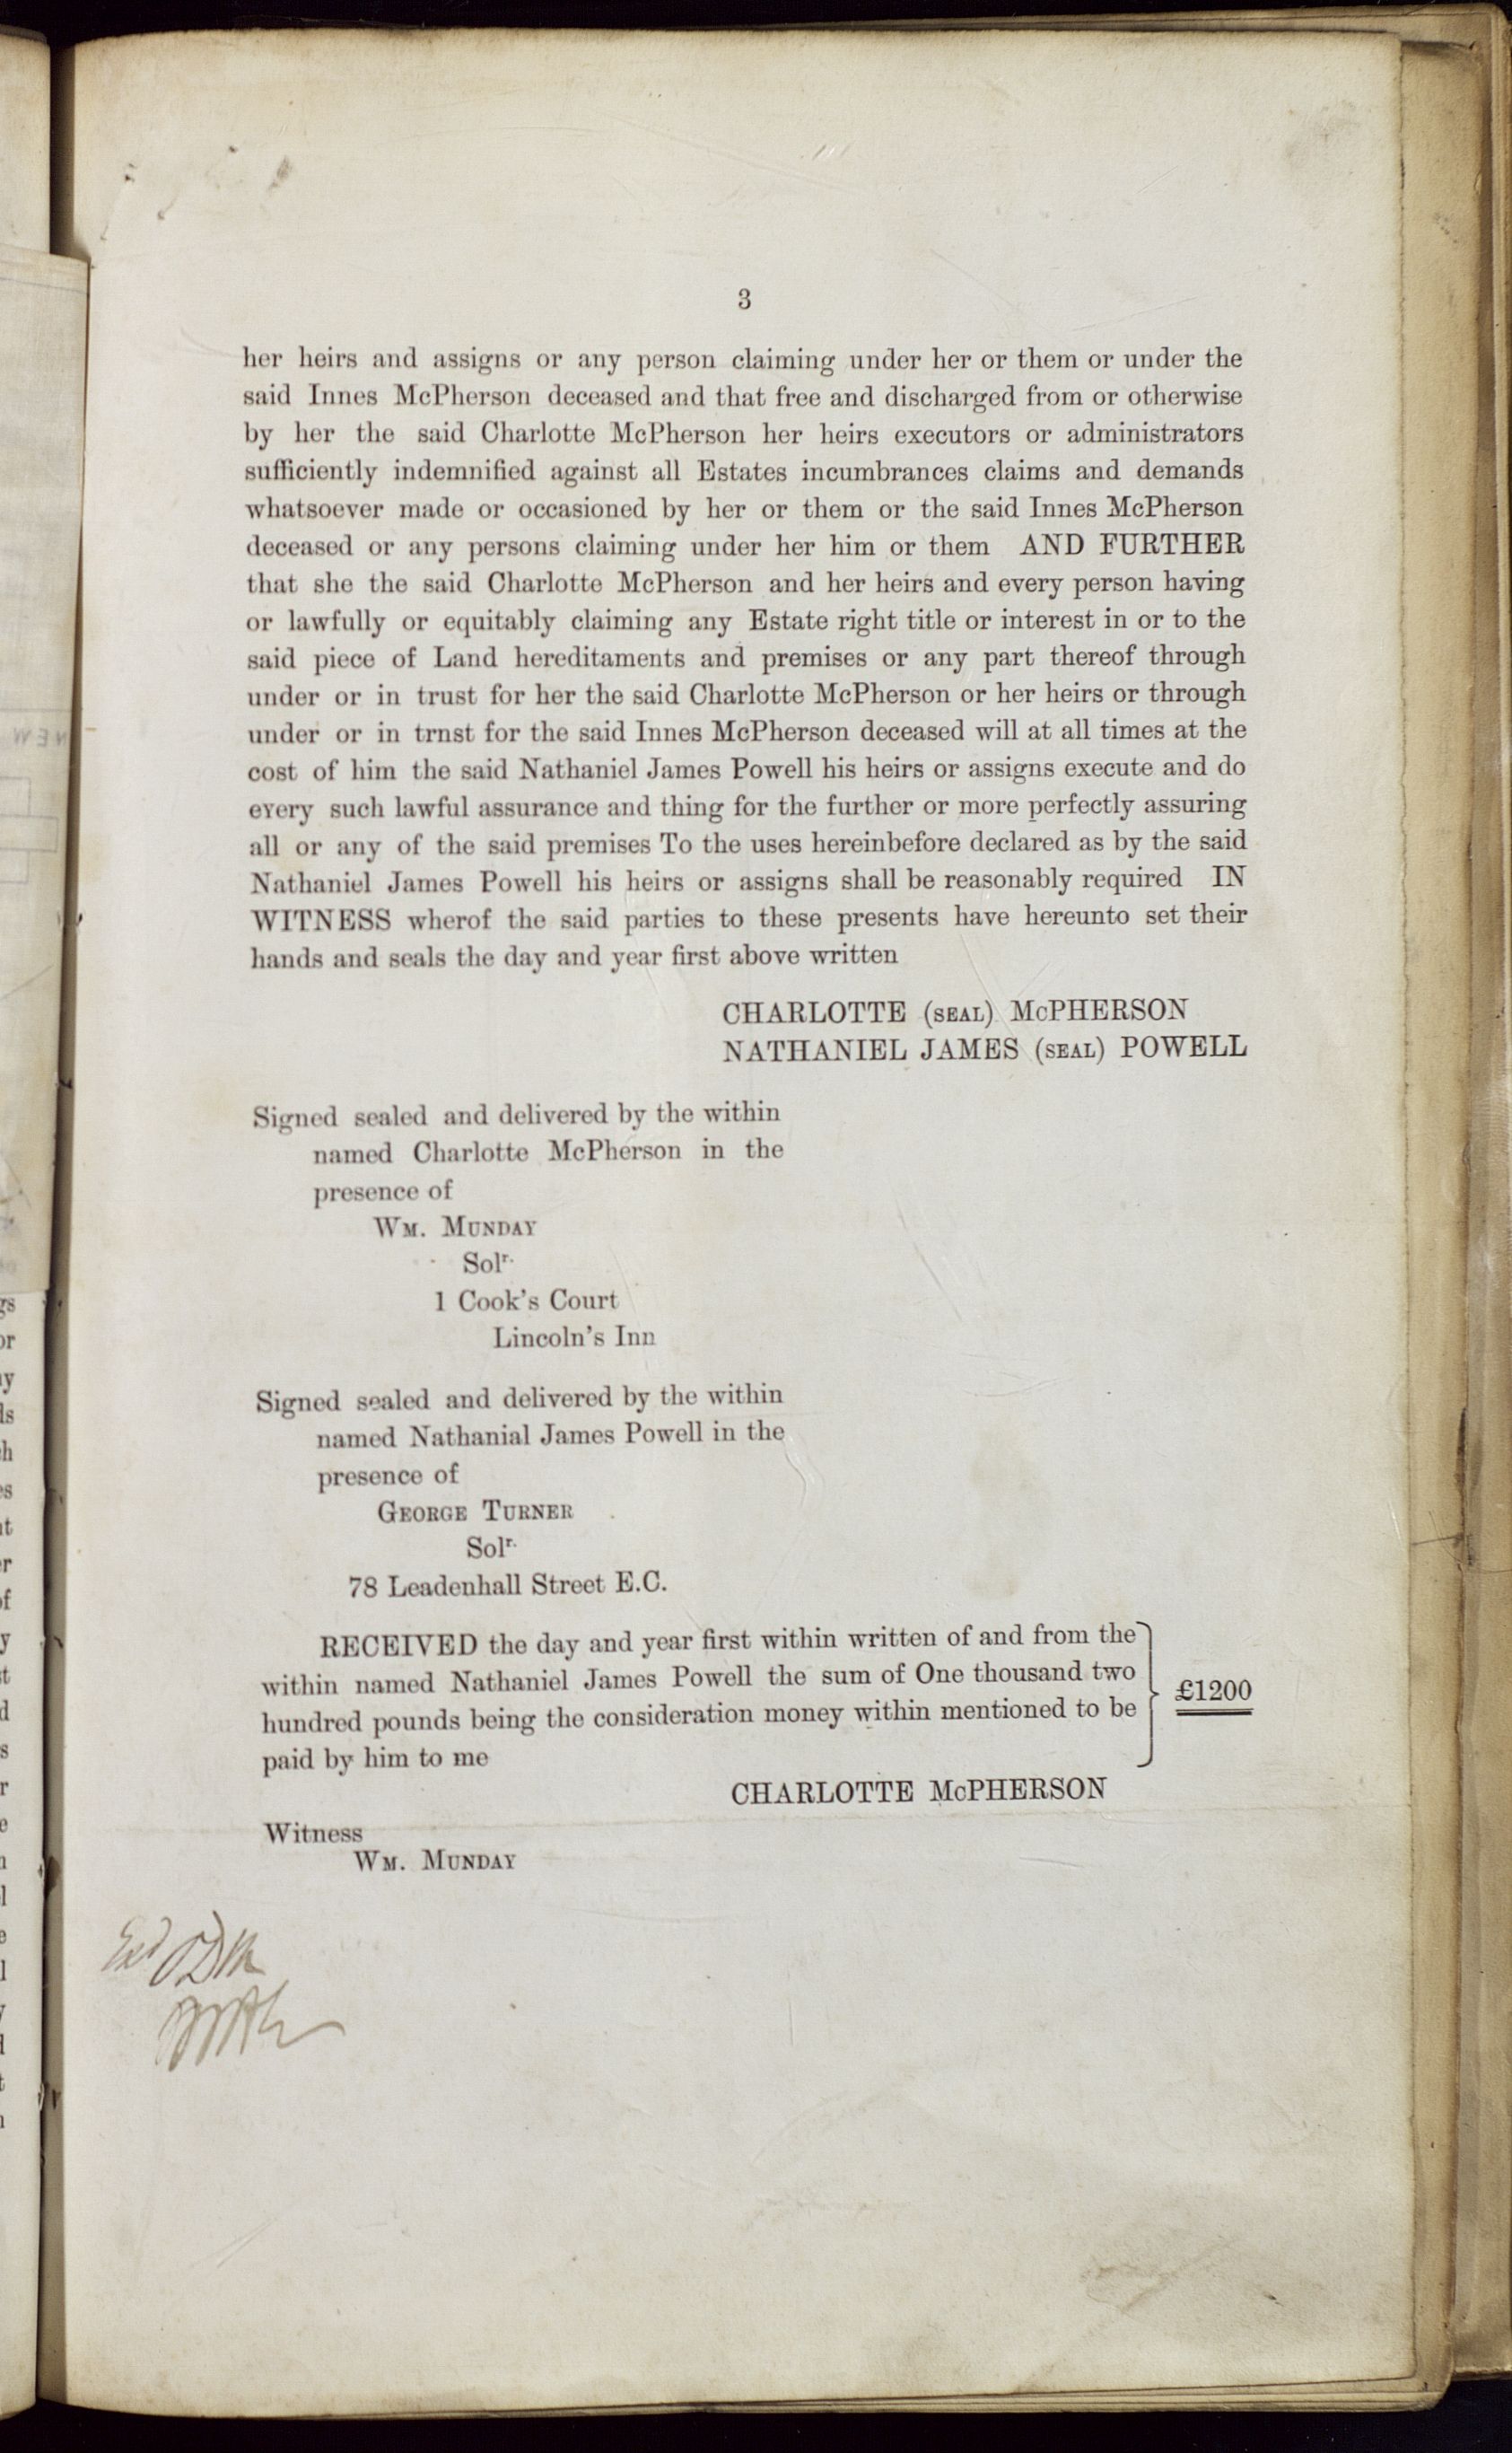 3
her heirs and assigns or any person claiming under her or them or under the
said Innes McPherson deceased and that free and discharged from or otherwise
by her the said Charlotte McPherson her heirs executors or administrators
sufficiently indemnified against all Estates incumbrances claims and demands
whatsoever made or occasioned by her or them or the said Innes McPherson
deceased or any persons claiming under her him or them AND FURTHER
that she the said Charlotte McPherson and her heirs and every person having
or lawfully or equitably claiming any Estate right title or interest in or to the
said piece of Land hereditaments and premises or any part thereof through
under or in trust for her the said Charlotte McPherson or her heirs or through
under or in trnst for the said Innes McPherson deceased will at all times at the
cost of him the said Nathaniel James Powell his heirs or assigns execute and do
every such lawful assurance and thing for the further or more perfectly assuring
all or any of the said premises To the uses hereinbefore declared as by the said
Nathaniel James Powell his heirs or assigns shall be reasonably required IN
WITNESS wherof the said parties to these presents have hereunto set their
hands and seals the day and year first above written
CHARLOTTE (SEAL) McPHERSON
NATHANIEL JAMES (SEAL) POWELL
Signed sealed and delivered by the within
named Charlotte McPherson in the
presence of
WM. MUNDAY
Solr.
1 Cook's Court
Lincoln's Inn
Signed sealed and delivered by the within
named Nathanial James Powell in the
presence of
GEORGE TURNER
Solr.
78 Leadenhall Street E.C.
RECEIVED the day and year first within written of and from the
within named Nathaniel James Powell the sum of One thousand two
hundred pounds being the consideration money within mentioned to be
paid by him to me
£1200
CHARLOTTE McPHERSON
Witness
WM. MUNDAY